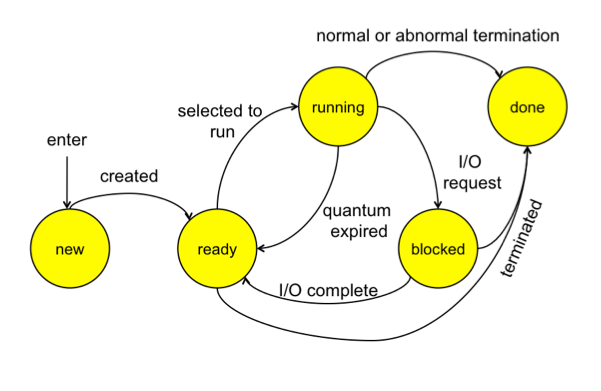 normal or abnormal termination
running
done
selected to
run
enter
I/O
request
created
quantum
expired
terminated
new
ready
blocked
I/O complete